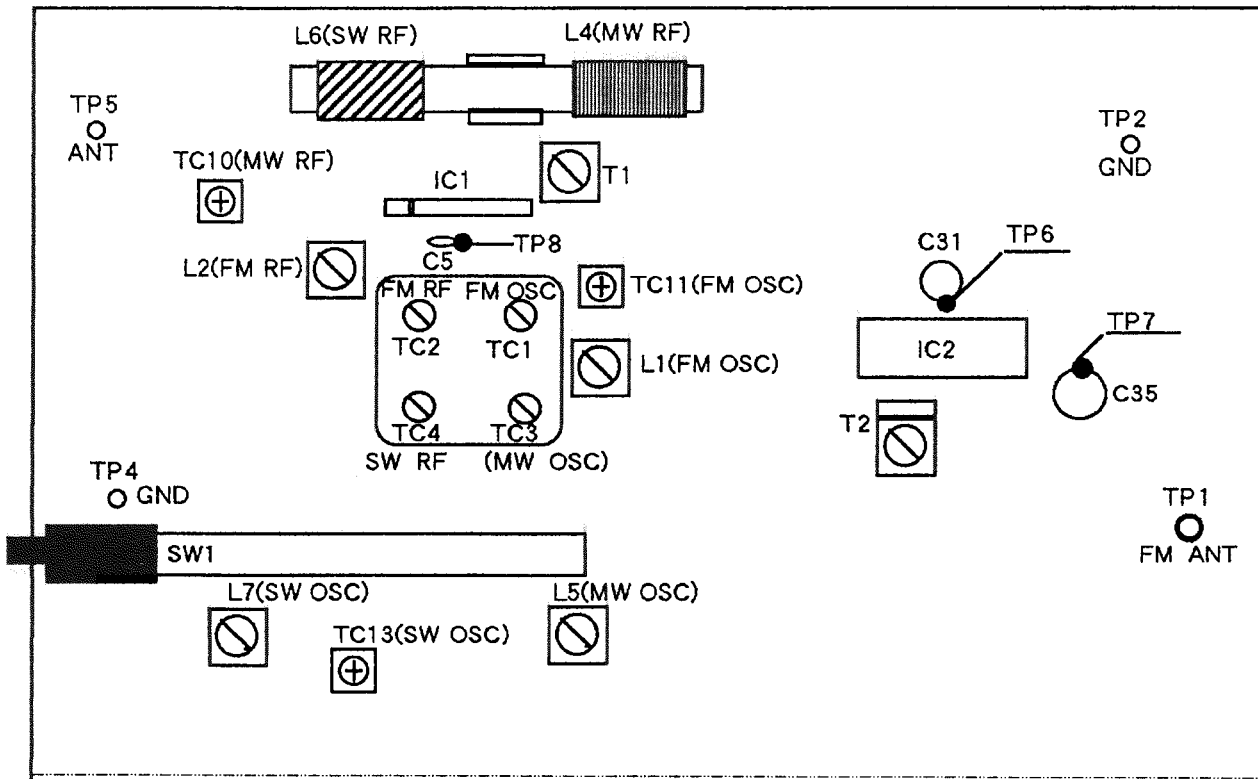 L6(SW RF)
L4(MW RF)
TP5
ANT
TP2
GND
TC10(MW RF)
T1
IC1
TP8
C5
L2(FM RF)
FM RF
FM OSC
TC2
TC1
TC11(FM OSC)
L1(FM OSC)
C31
TP6
TP7
IC2
C35
T2
TC4
TC3
SW RF
(MW OSC)
TP4
GND
TP1
FM ANT
SW1
L7(SW OSC)
L5(MW OSC)
TC13(SW OSC)